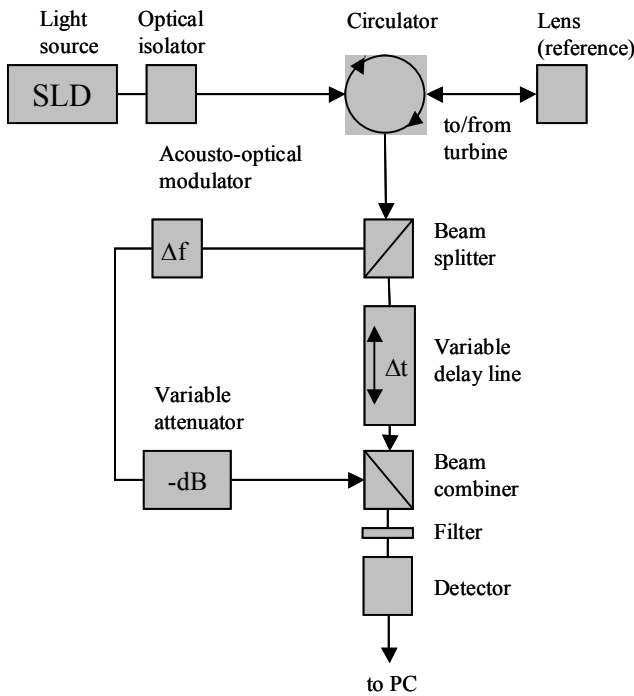 Light
source
Optical
isolator
Circulator
Lens
(reference)
SLD
to/from
turbine
Acousto-optical
modulator
Δf
Beam
splitter
Variable
delay line
Δt
Variable
attenuator
-dB
Beam
combiner
Filter
Detector
to PC